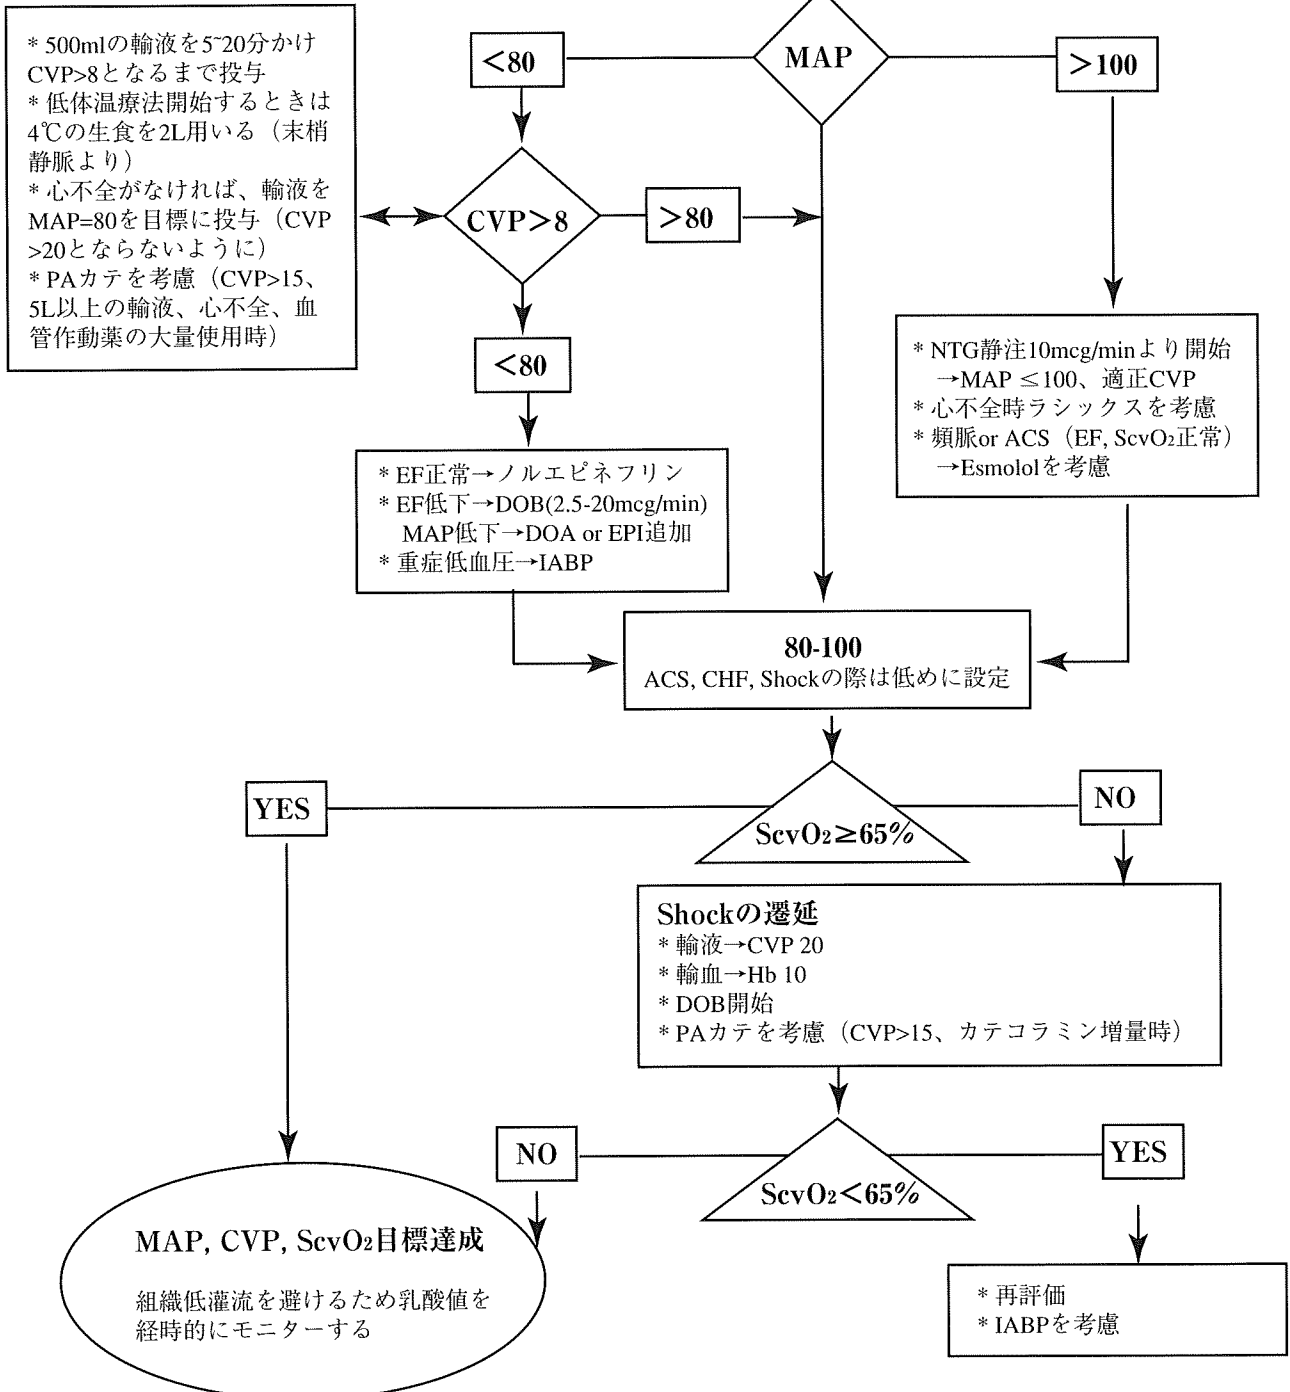 * 500mlの輸液を5~20分かけ
CVP>8となるまで投与
* 低体温療法開始するときは
4℃の生食を2L用いる（末梢
静脈より）
* 心不全がなければ、輸液を
MAP=80を目標に投与（CVP
>20とならないように）
* PAカテを考慮（CVP>15、
5L以上の輸液、心不全、血
管作動薬の大量使用時）
<80
MAP
>100
CVP>8
>80
<80
* NTG静注10mcg/minより開始
→MAP ≤100、適正CVP
* 心不全時ラシックスを考慮
* 頻脈or ACS（EF, ScvO₂正常）
→Esmololを考慮
* EF正常→ノルエピネフリン
* EF低下→DOB(2.5-20mcg/min)
MAP低下→DOA or EPI追加
* 重症低血圧→IABP
80-100
ACS, CHF, Shockの際は低めに設定
YES
ScvO₂≥65%
NO
Shockの遷延
* 輸液→CVP 20
* 輸血→Hb 10
* DOB開始
* PAカテを考慮（CVP>15、カテコラミン増量時）
NO
ScvO₂<65%
YES
MAP, CVP, ScvO₂目標達成
組織低灌流を避けるため乳酸値を
経時的にモニターする
* 再評価
* IABPを考慮